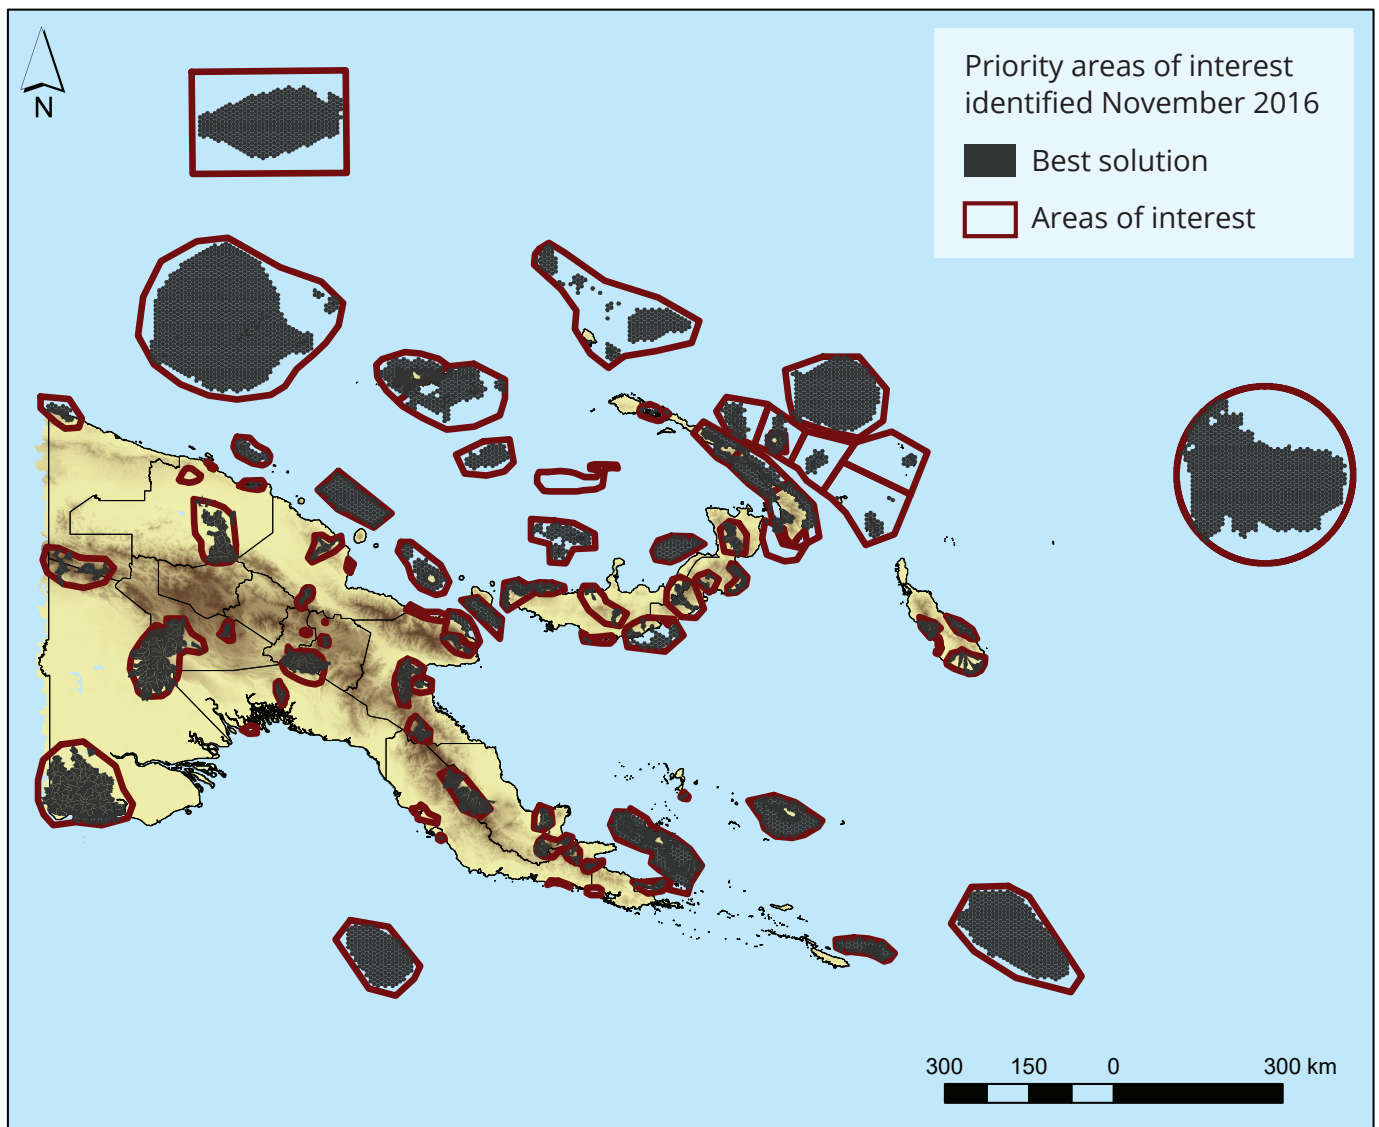 N
Priority areas of interest
identified November 2016
Best solution
Areas of interest
300 150 0 300 km